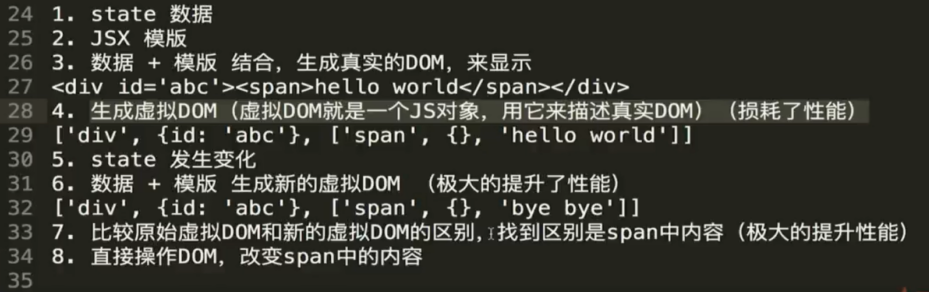 24 1. state 数据
25 2. JSX 模版
26 3. 数据 + 模版 结合，生成真实的DOM，来显示
27 <div id='abc'><span>hello world</span></div>
28 4. 生成虚拟DOM（虚拟DOM就是一个JS对象，用它来描述真实DOM）（损耗了性能）
29 ['div', {id: 'abc'}, ['span', {}, 'hello world']]
30 5. state 发生变化
31 6. 数据 + 模版 生成新的虚拟DOM （极大的提升了性能）
32 ['div', {id: 'abc'}, ['span', {}, 'bye bye']]
33 7. 比较原始虚拟DOM和新的虚拟DOM的区别，找到区别是span中内容（极大的提升性能）
34 8. 直接操作DOM，改变span中的内容
35